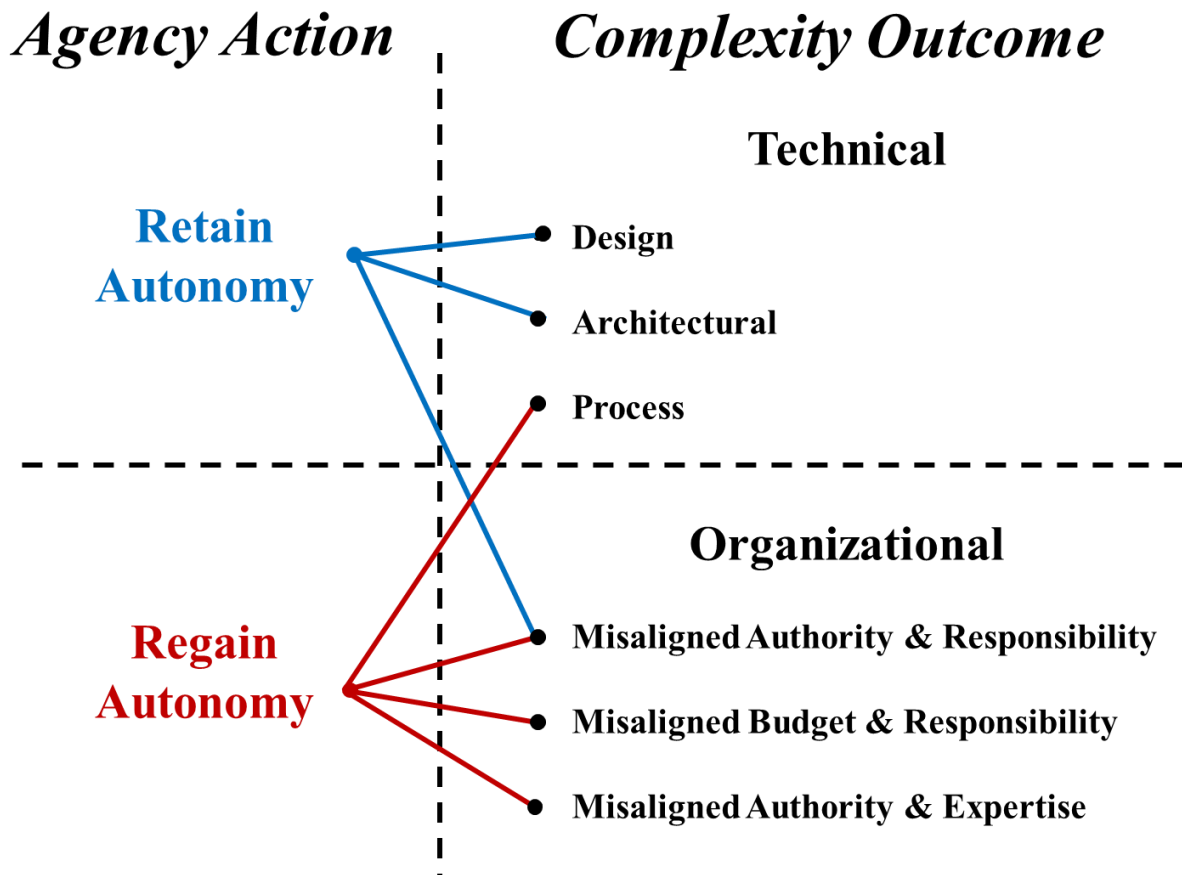 Agency Action
Complexity Outcome
Technical
Retain
Autonomy
Design
Architectural
Process
Organizational
Regain
Autonomy
Misaligned Authority & Responsibility
Misaligned Budget & Responsibility
Misaligned Authority & Expertise